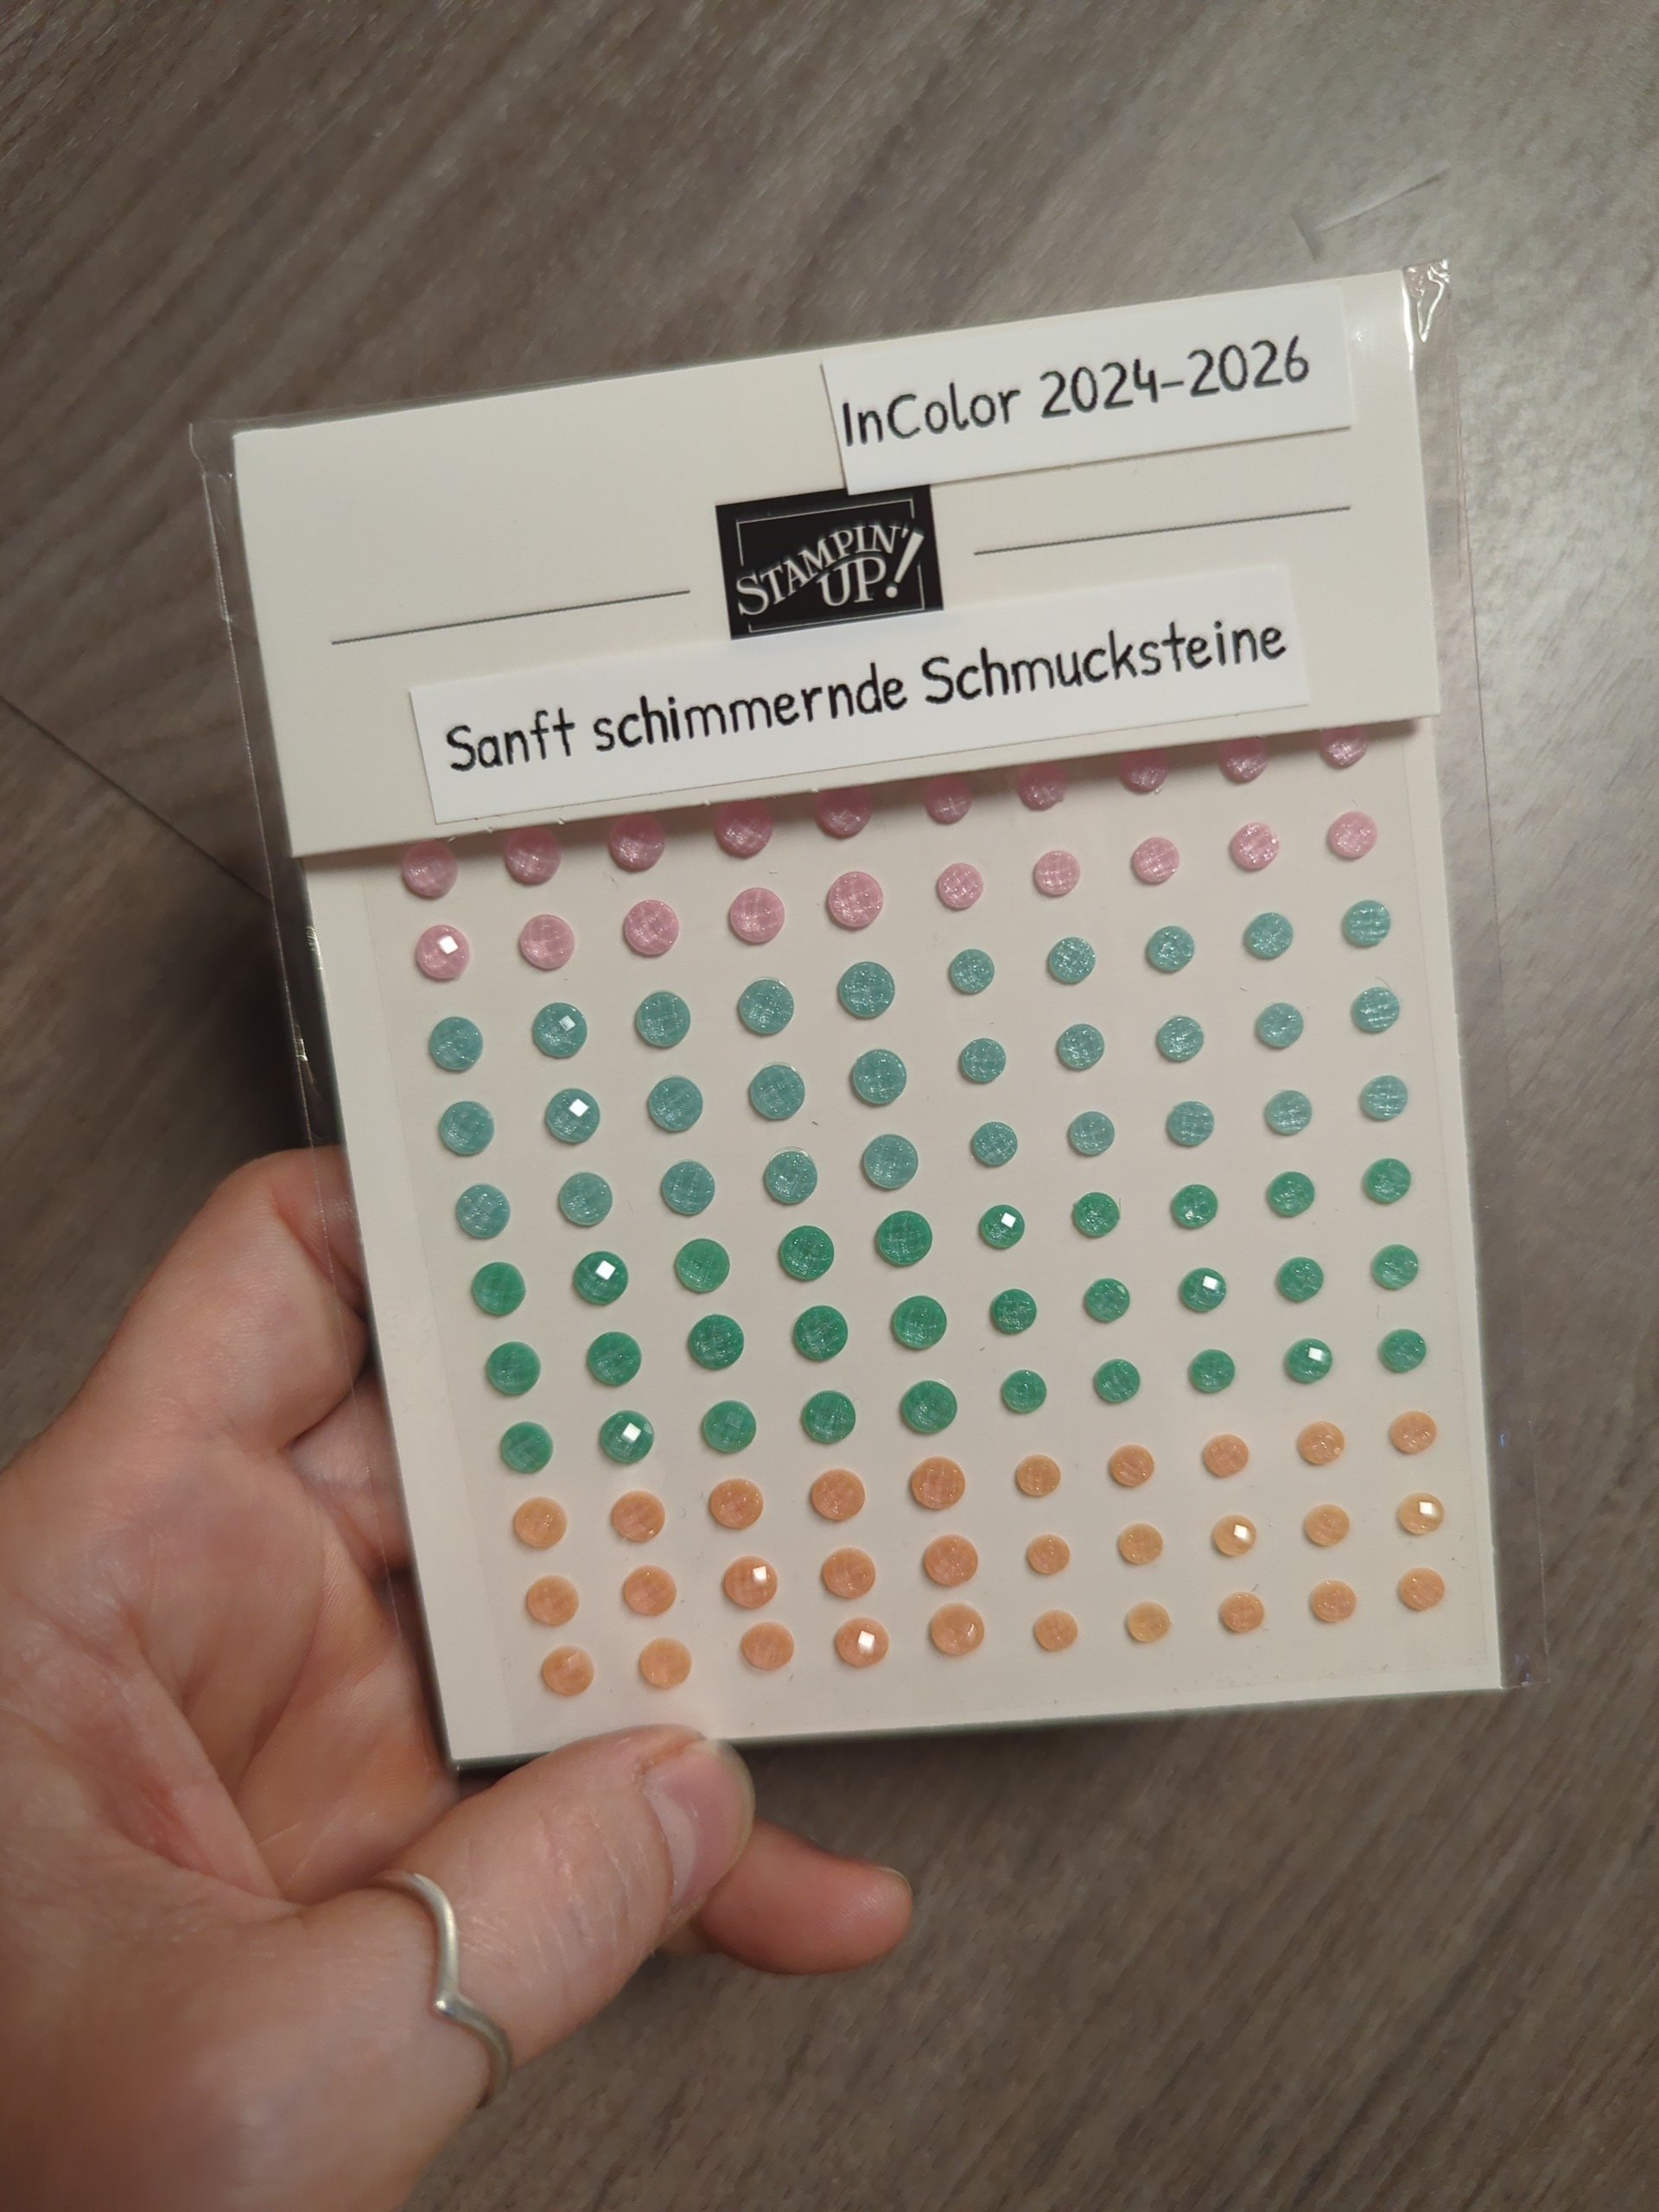 InColor 2024-2026
STAMPIN'
UP!
Sanft schimmernde Schmucksteine